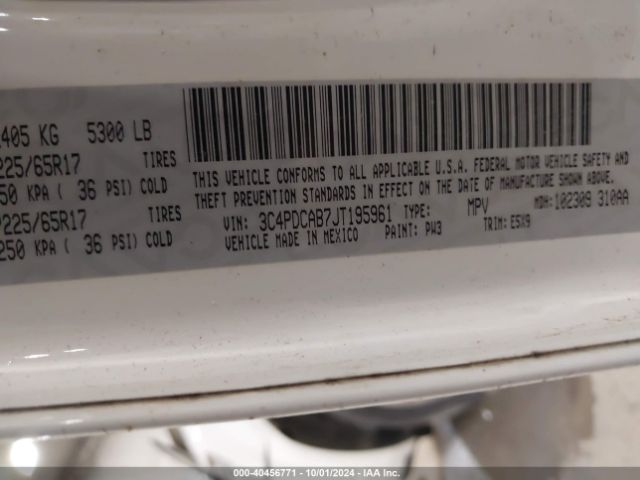 405 KG 5300 LB
225/65R17 TIRES
250 KPA ( 36 PSI) COLD
P225/65R17 TIRES
250 KPA ( 36 PSI) COLD
THIS VEHICLE CONFORMS TO ALL APPLICABLE U.S.A. FEDERAL MOTOR VEHICLE SAFETY AND
THEFT PREVENTION STANDARDS IN EFFECT ON THE DATE OF MANUFACTURE SHOWN ABOVE.
VIN: 3C4PDCAB7JT195961 TYPE: MPV MDH:102309 310AA
VEHICLE MADE IN MEXICO PAINT: PW3 TRIM: E5X9
000-40456771 - 10/01/2024 - IAA Inc.